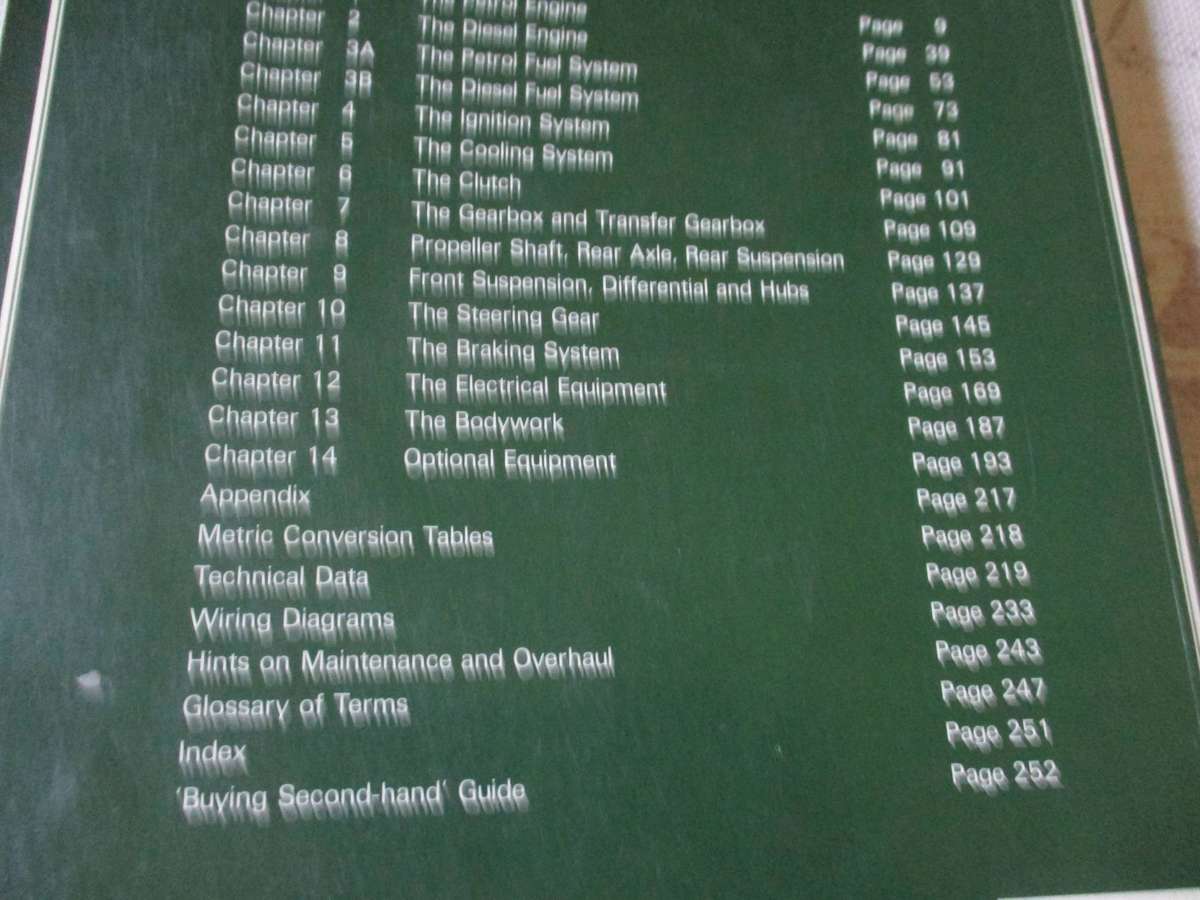 The Petrol Engine Page 9
Chapter 2 The Diesel Engine Page 39
Chapter 3A The Petrol Fuel System Page 53
Chapter 3B The Diesel Fuel System Page 73
Chapter 4 The Ignition System Page 81
Chapter 5 The Cooling System Page 91
Chapter 6 The Clutch Page 101
Chapter 7 The Gearbox and Transfer Gearbox Page 109
Chapter 8 Propeller Shaft, Rear Axle, Rear Suspension Page 129
Chapter 9 Front Suspension, Differential and Hubs Page 137
Chapter 10 The Steering Gear Page 145
Chapter 11 The Braking System Page 153
Chapter 12 The Electrical Equipment Page 169
Chapter 13 The Bodywork Page 187
Chapter 14 Optional Equipment Page 193
Appendix Page 217
Metric Conversion Tables Page 218
Technical Data Page 219
Wiring Diagrams Page 233
Hints on Maintenance and Overhaul Page 243
Glossary of Terms Page 247
Index Page 251
'Buying Second-hand' Guide Page 252